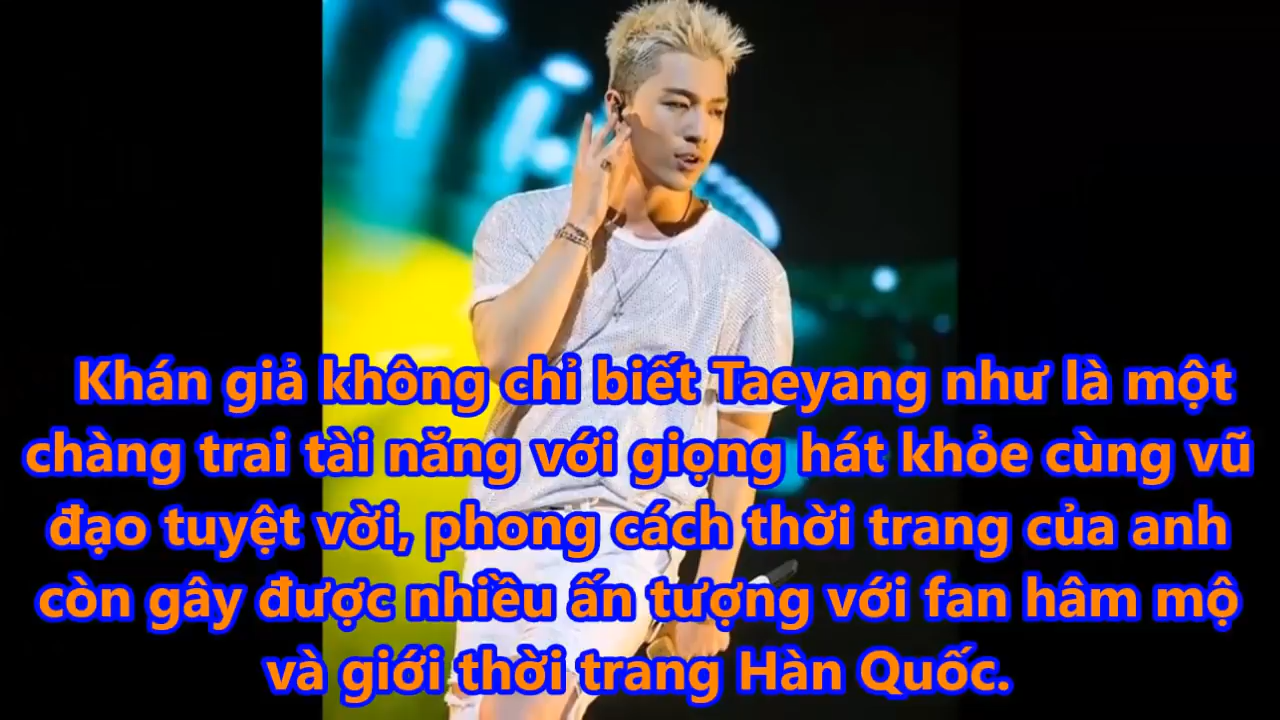 Khán giả không chỉ biết Taeyang như là một
chàng trai tài năng với giọng hát khỏe cùng vũ
đạo tuyệt vời, phong cách thời trang của anh
còn gây được nhiều ấn tượng với fan hâm mộ
và giới thời trang Hàn Quốc.